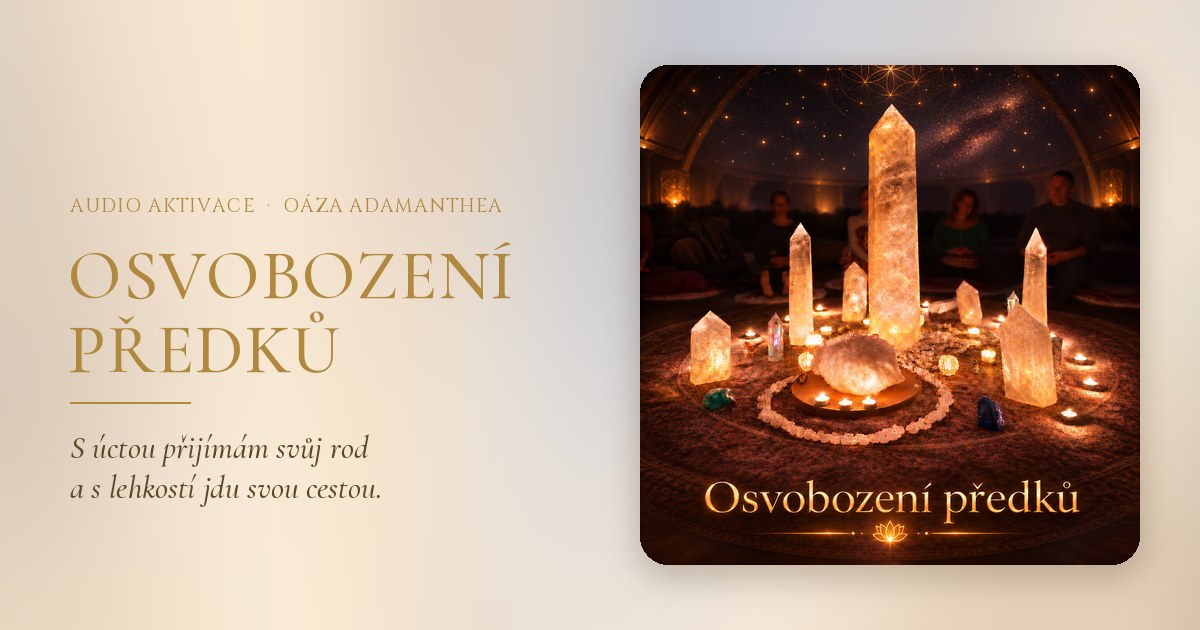 AUDIO AKTIVACE · OÁZA ADAMANTHEA
OSVOBOZENÍ
PŘEDKŮ
S úctou přijímám svůj rod
a s lehkostí jdu svou cestou.
Osvobození předků